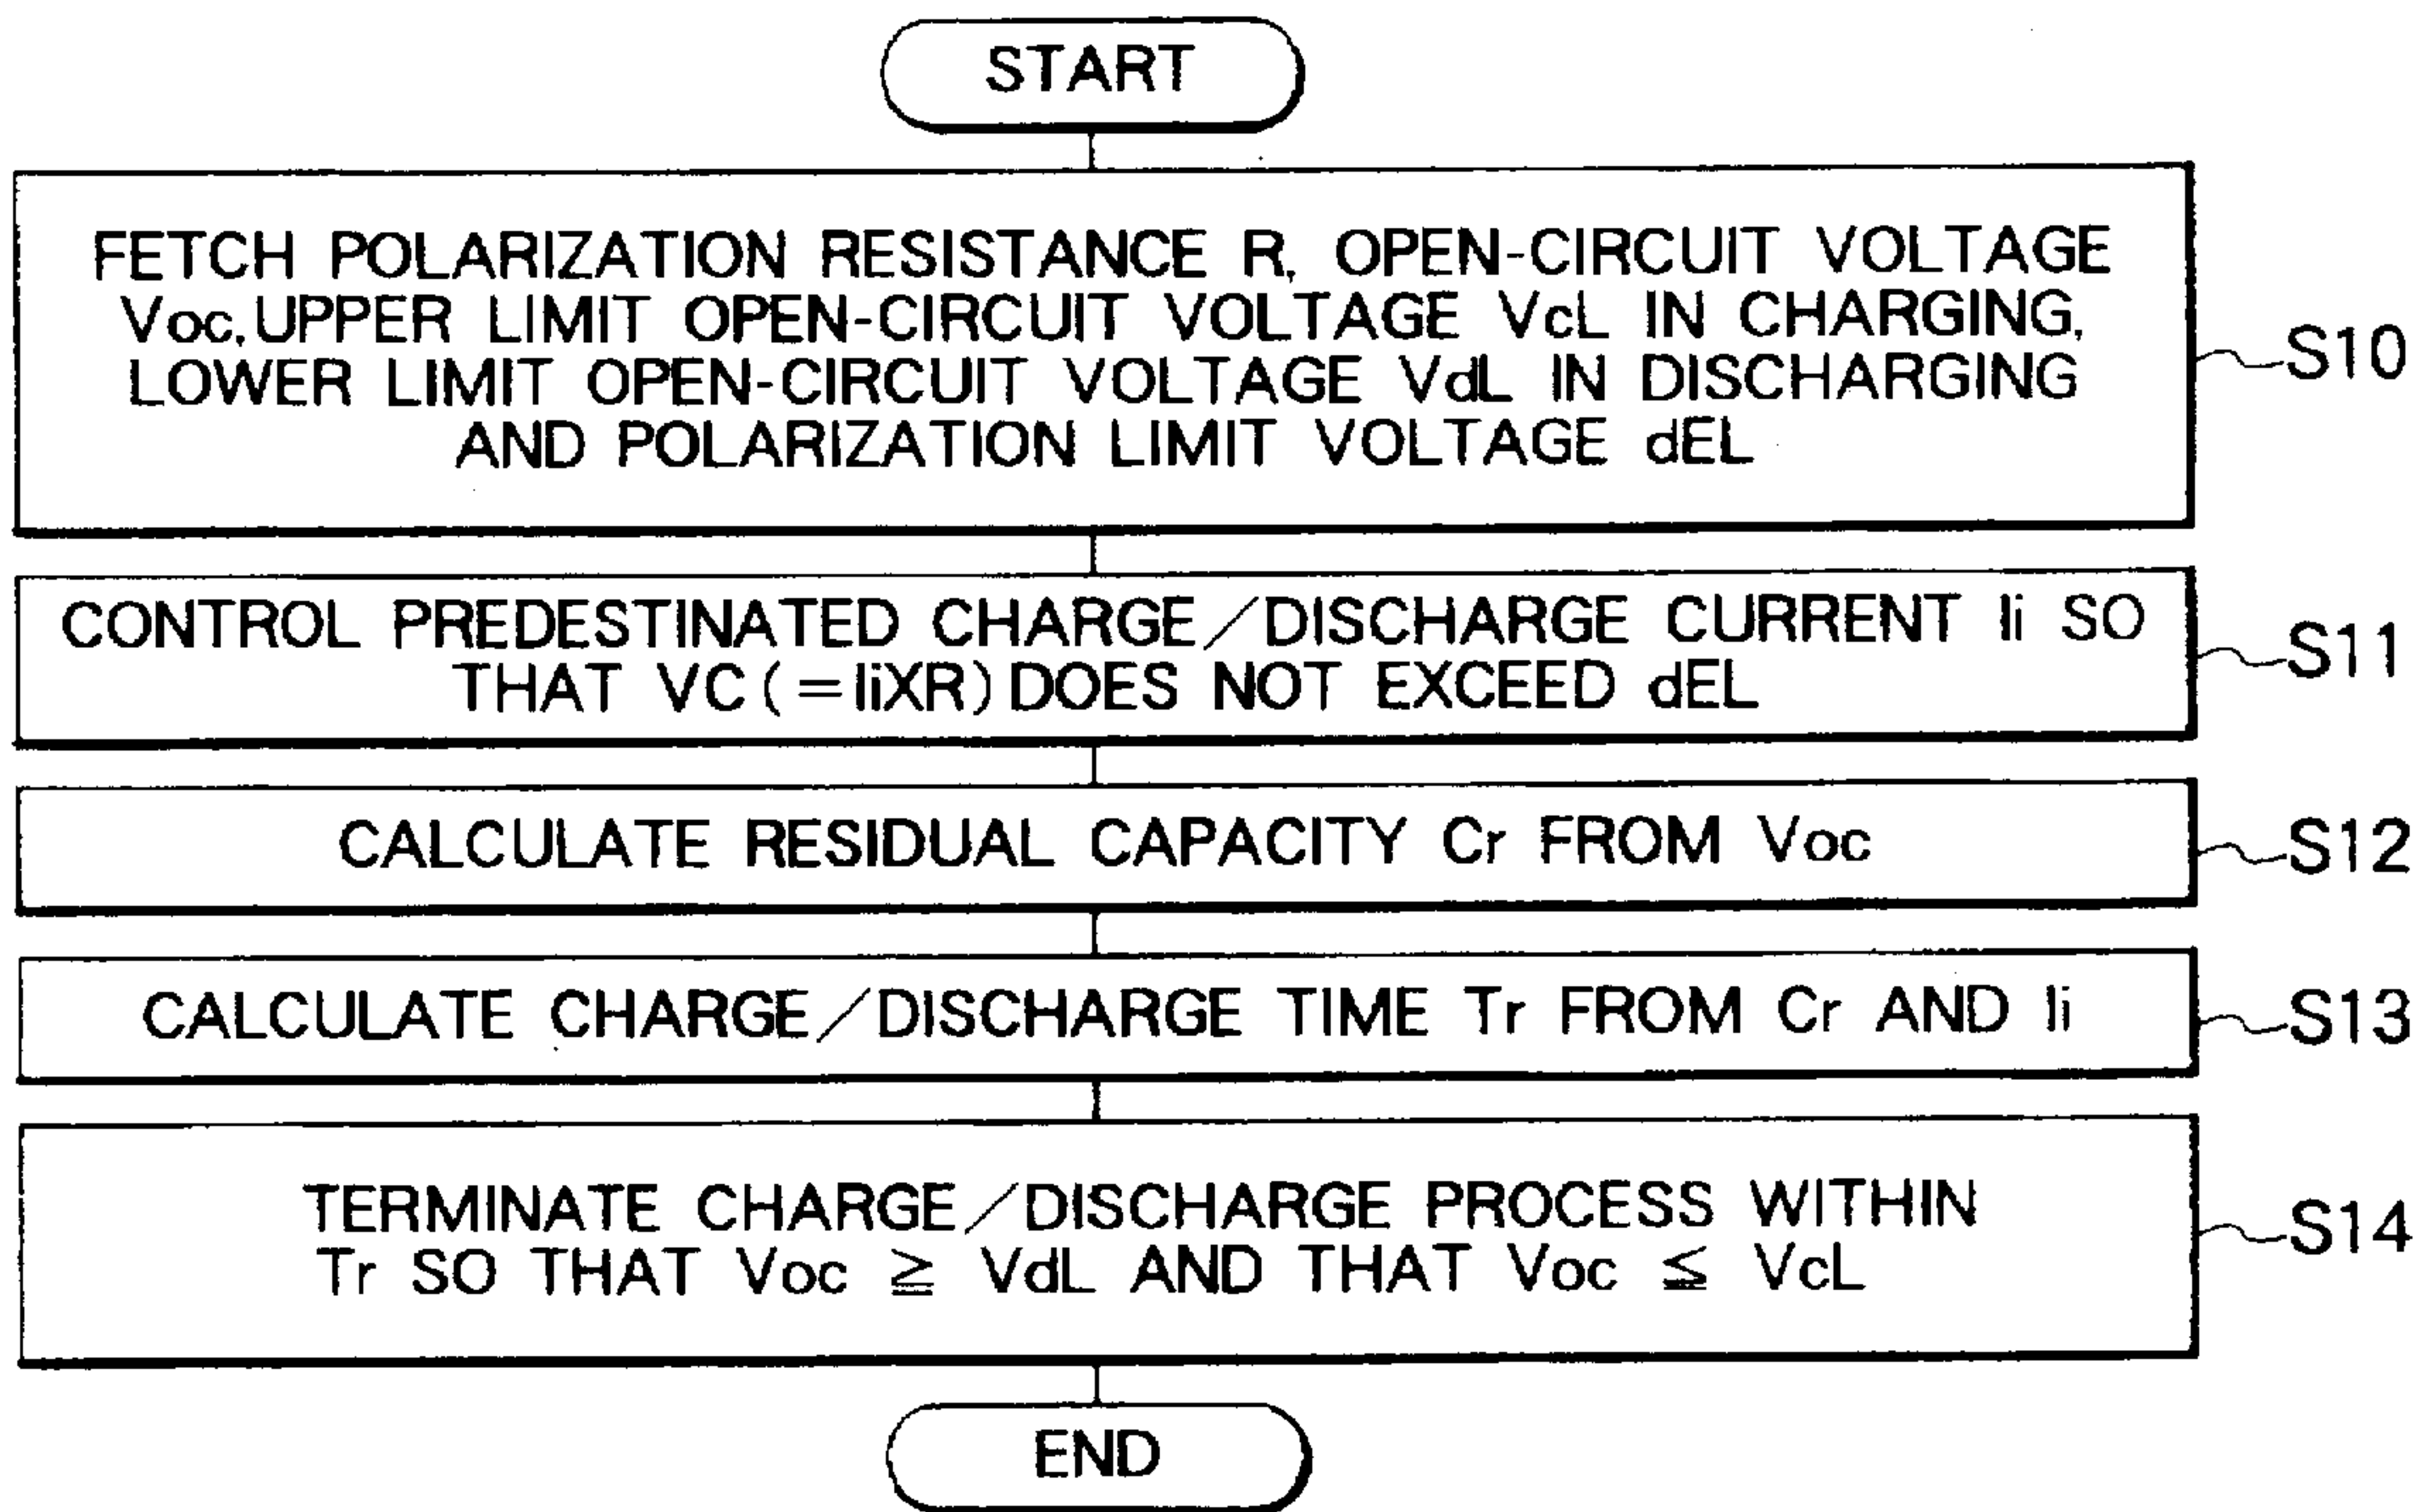 START
FETCH POLARIZATION RESISTANCE R, OPEN-CIRCUIT VOLTAGE
Voc, UPPER LIMIT OPEN-CIRCUIT VOLTAGE VcL IN CHARGING,
LOWER LIMIT OPEN-CIRCUIT VOLTAGE VdL IN DISCHARGING
AND POLARIZATION LIMIT VOLTAGE dEL
S10
CONTROL PREDESTINATED CHARGE/DISCHARGE CURRENT Ii SO
THAT VC(=IiXR) DOES NOT EXCEED dEL
S11
CALCULATE RESIDUAL CAPACITY Cr FROM Voc
S12
CALCULATE CHARGE/DISCHARGE TIME Tr FROM Cr AND Ii
S13
TERMINATE CHARGE/DISCHARGE PROCESS WITHIN
Tr SO THAT Voc ≧ VdL AND THAT Voc ≦ VcL
S14
END